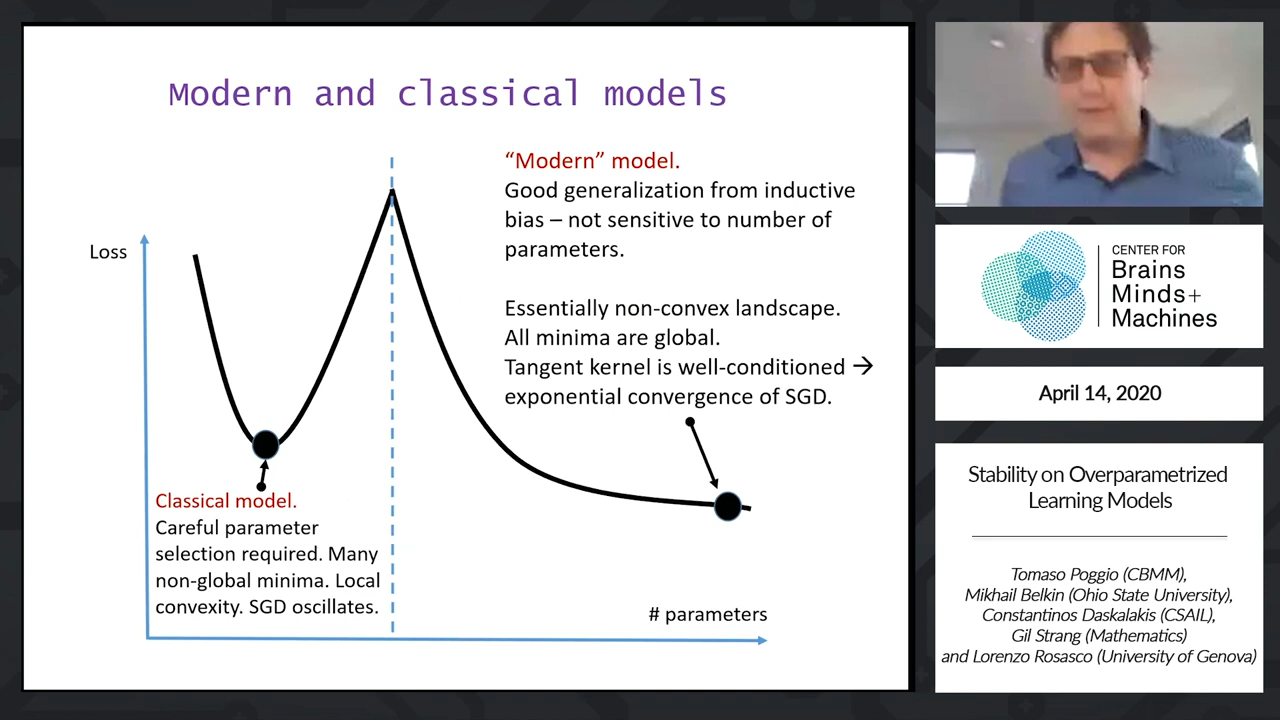 Modern and classical models
Loss
“Modern” model.
Good generalization from inductive
bias – not sensitive to number of
parameters.
Essentially non-convex landscape.
All minima are global.
Tangent kernel is well-conditioned →
exponential convergence of SGD.
Classical model.
Careful parameter
selection required. Many
non-global minima. Local
convexity. SGD oscillates.
# parameters
CENTER FOR
Brains
Minds+
Machines
April 14, 2020
Stability on Overparametrized
Learning Models
Tomaso Poggio (CBMM),
Mikhail Belkin (Ohio State University),
Constantinos Daskalakis (CSAIL),
Gil Strang (Mathematics)
and Lorenzo Rosasco (University of Genova)